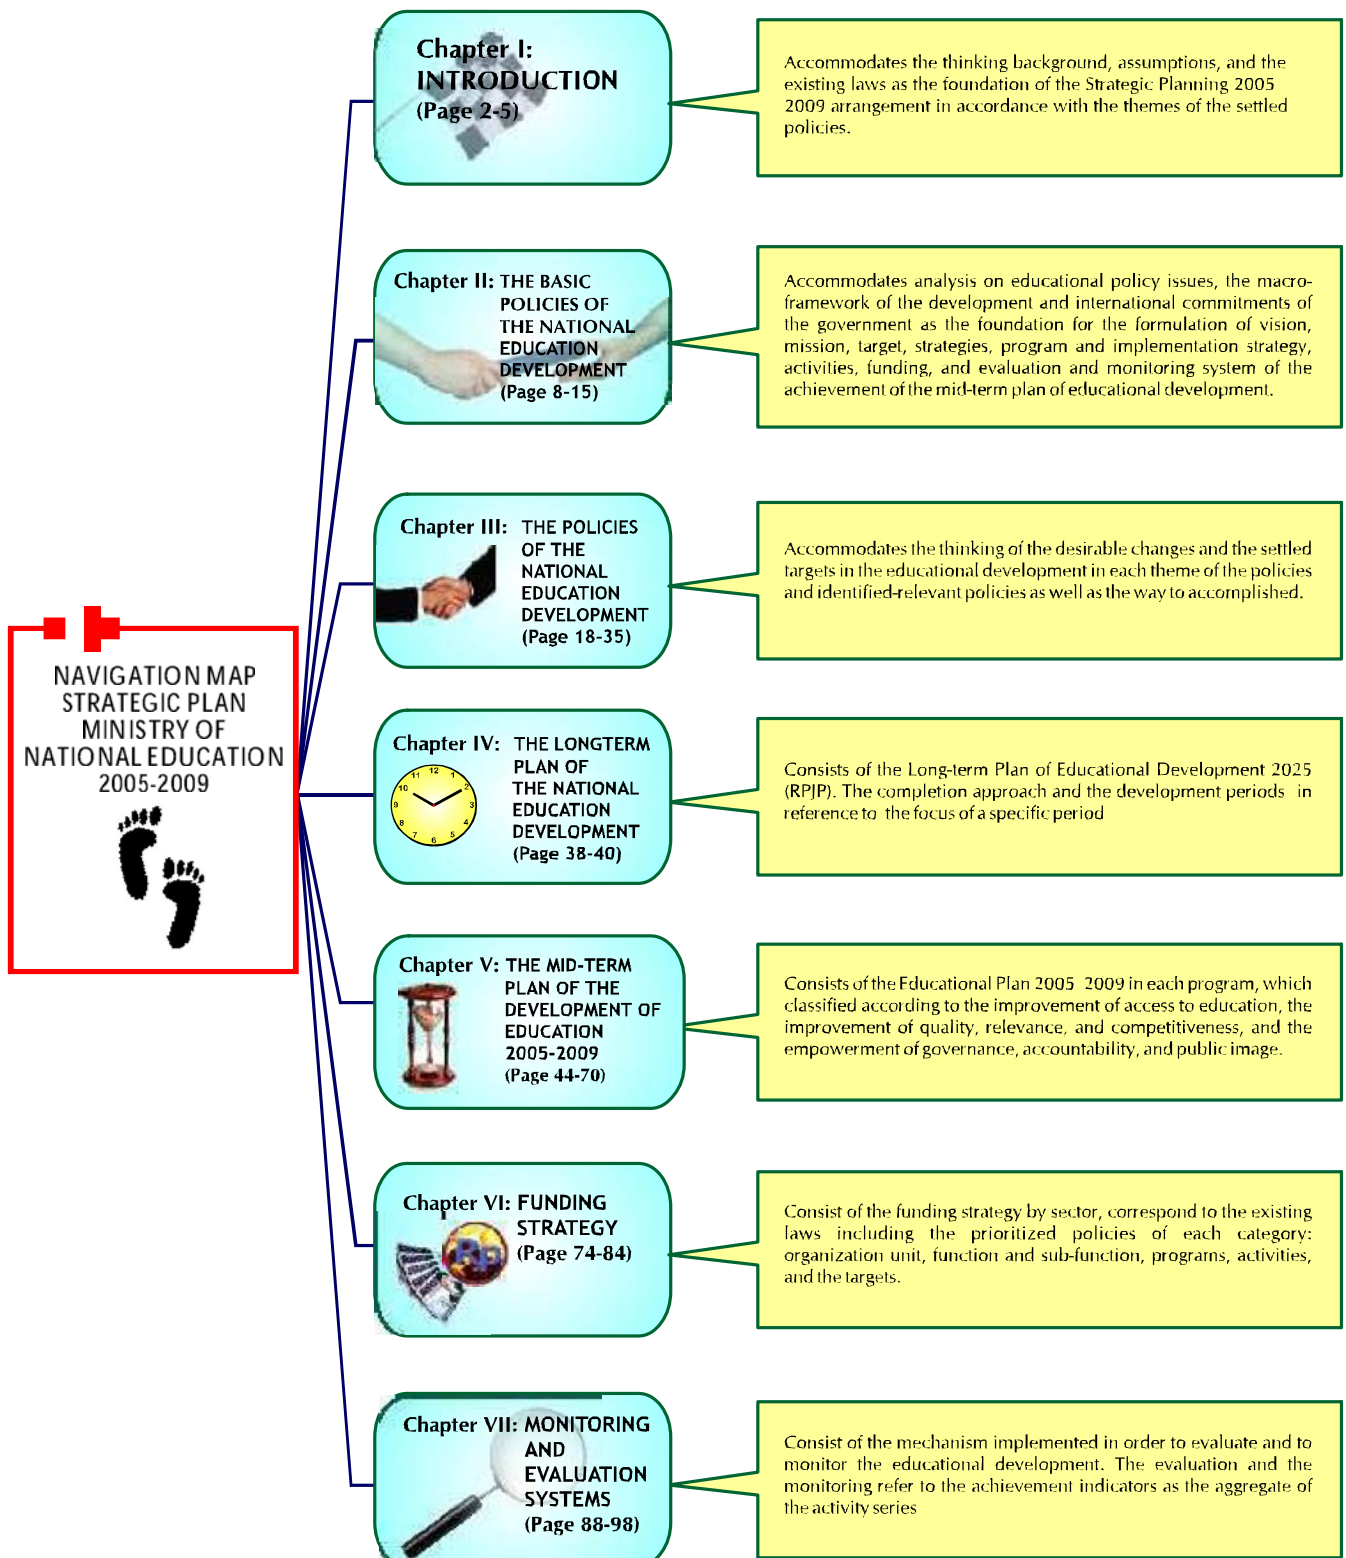 NAVIGATION MAP
STRATEGIC PLAN
MINISTRY OF
NATIONAL EDUCATION
2005-2009
Chapter I:
INTRODUCTION
(Page 2-5)
Accommodates the thinking background, assumptions, and the
existing laws as the foundation of the Strategic Planning 2005
2009 arrangement in accordance with the themes of the settled
policies.
Chapter II: THE BASIC
POLICIES OF
THE NATIONAL
EDUCATION
DEVELOPMENT
(Page 8-15)
Accommodates analysis on educational policy issues, the macro-
framework of the development and international commitments of
the government as the foundation for the formulation of vision,
mission, target, strategies, program and implementation strategy,
activities, funding, and evaluation and monitoring system of the
achievement of the mid-term plan of educational development.
Chapter III: THE POLICIES
OF THE
NATIONAL
EDUCATION
DEVELOPMENT
(Page 18-35)
Accommodates the thinking of the desirable changes and the settled
targets in the educational development in each theme of the policies
and identified-relevant policies as well as the way to accomplished.
Chapter IV: THE LONGTERM
PLAN OF
THE NATIONAL
EDUCATION
DEVELOPMENT
(Page 38-40)
12
1
2
3
4
5
6
7
8
9
10
11
Consists of the Long-term Plan of Educational Development 2025
(RPJP). The completion approach and the development periods in
reference to the focus of a specific period
Chapter V: THE MID-TERM
PLAN OF THE
DEVELOPMENT OF
EDUCATION
2005-2009
(Page 44-70)
Consists of the Educational Plan 2005 2009 in each program, which
classified according to the improvement of access to education, the
improvement of quality, relevance, and competitiveness, and the
empowerment of governance, accountability, and public image.
Chapter VI: FUNDING
STRATEGY
(Page 74-84)
Rp
Consist of the funding strategy by sector, correspond to the existing
laws including the prioritized policies of each category:
organization unit, function and sub-function, programs, activities,
and the targets.
Chapter VII: MONITORING
AND
EVALUATION
SYSTEMS
(Page 88-98)
Consist of the mechanism implemented in order to evaluate and to
monitor the educational development. The evaluation and the
monitoring refer to the achievement indicators as the aggregate of
the activity series